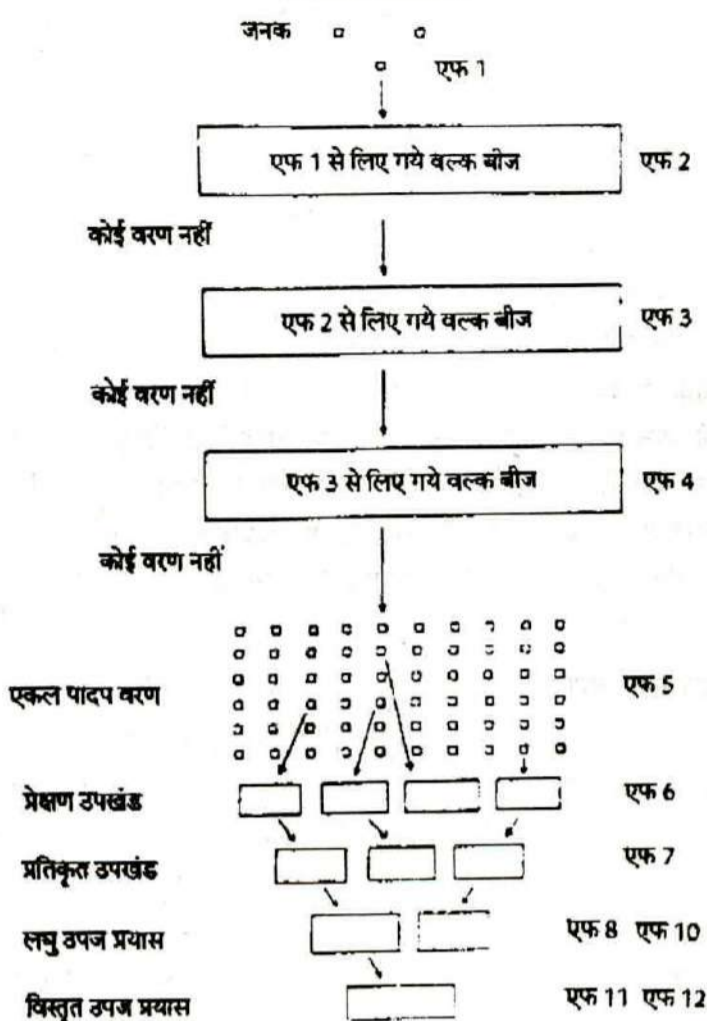 जनक
एफ 1
एफ 1 से लिए गये वल्क बीज एफ 2
कोई वरण नहीं
एफ 2 से लिए गये वल्क बीज एफ 3
कोई वरण नहीं
एफ 3 से लिए गये वल्क बीज एफ 4
कोई वरण नहीं
एकल पादप वरण एफ 5
प्रेक्षण उपखंड एफ 6
प्रतिकृत उपखंड एफ 7
लघु उपज प्रयास एफ 8 एफ 10
विस्तृत उपज प्रयास एफ 11 एफ 12